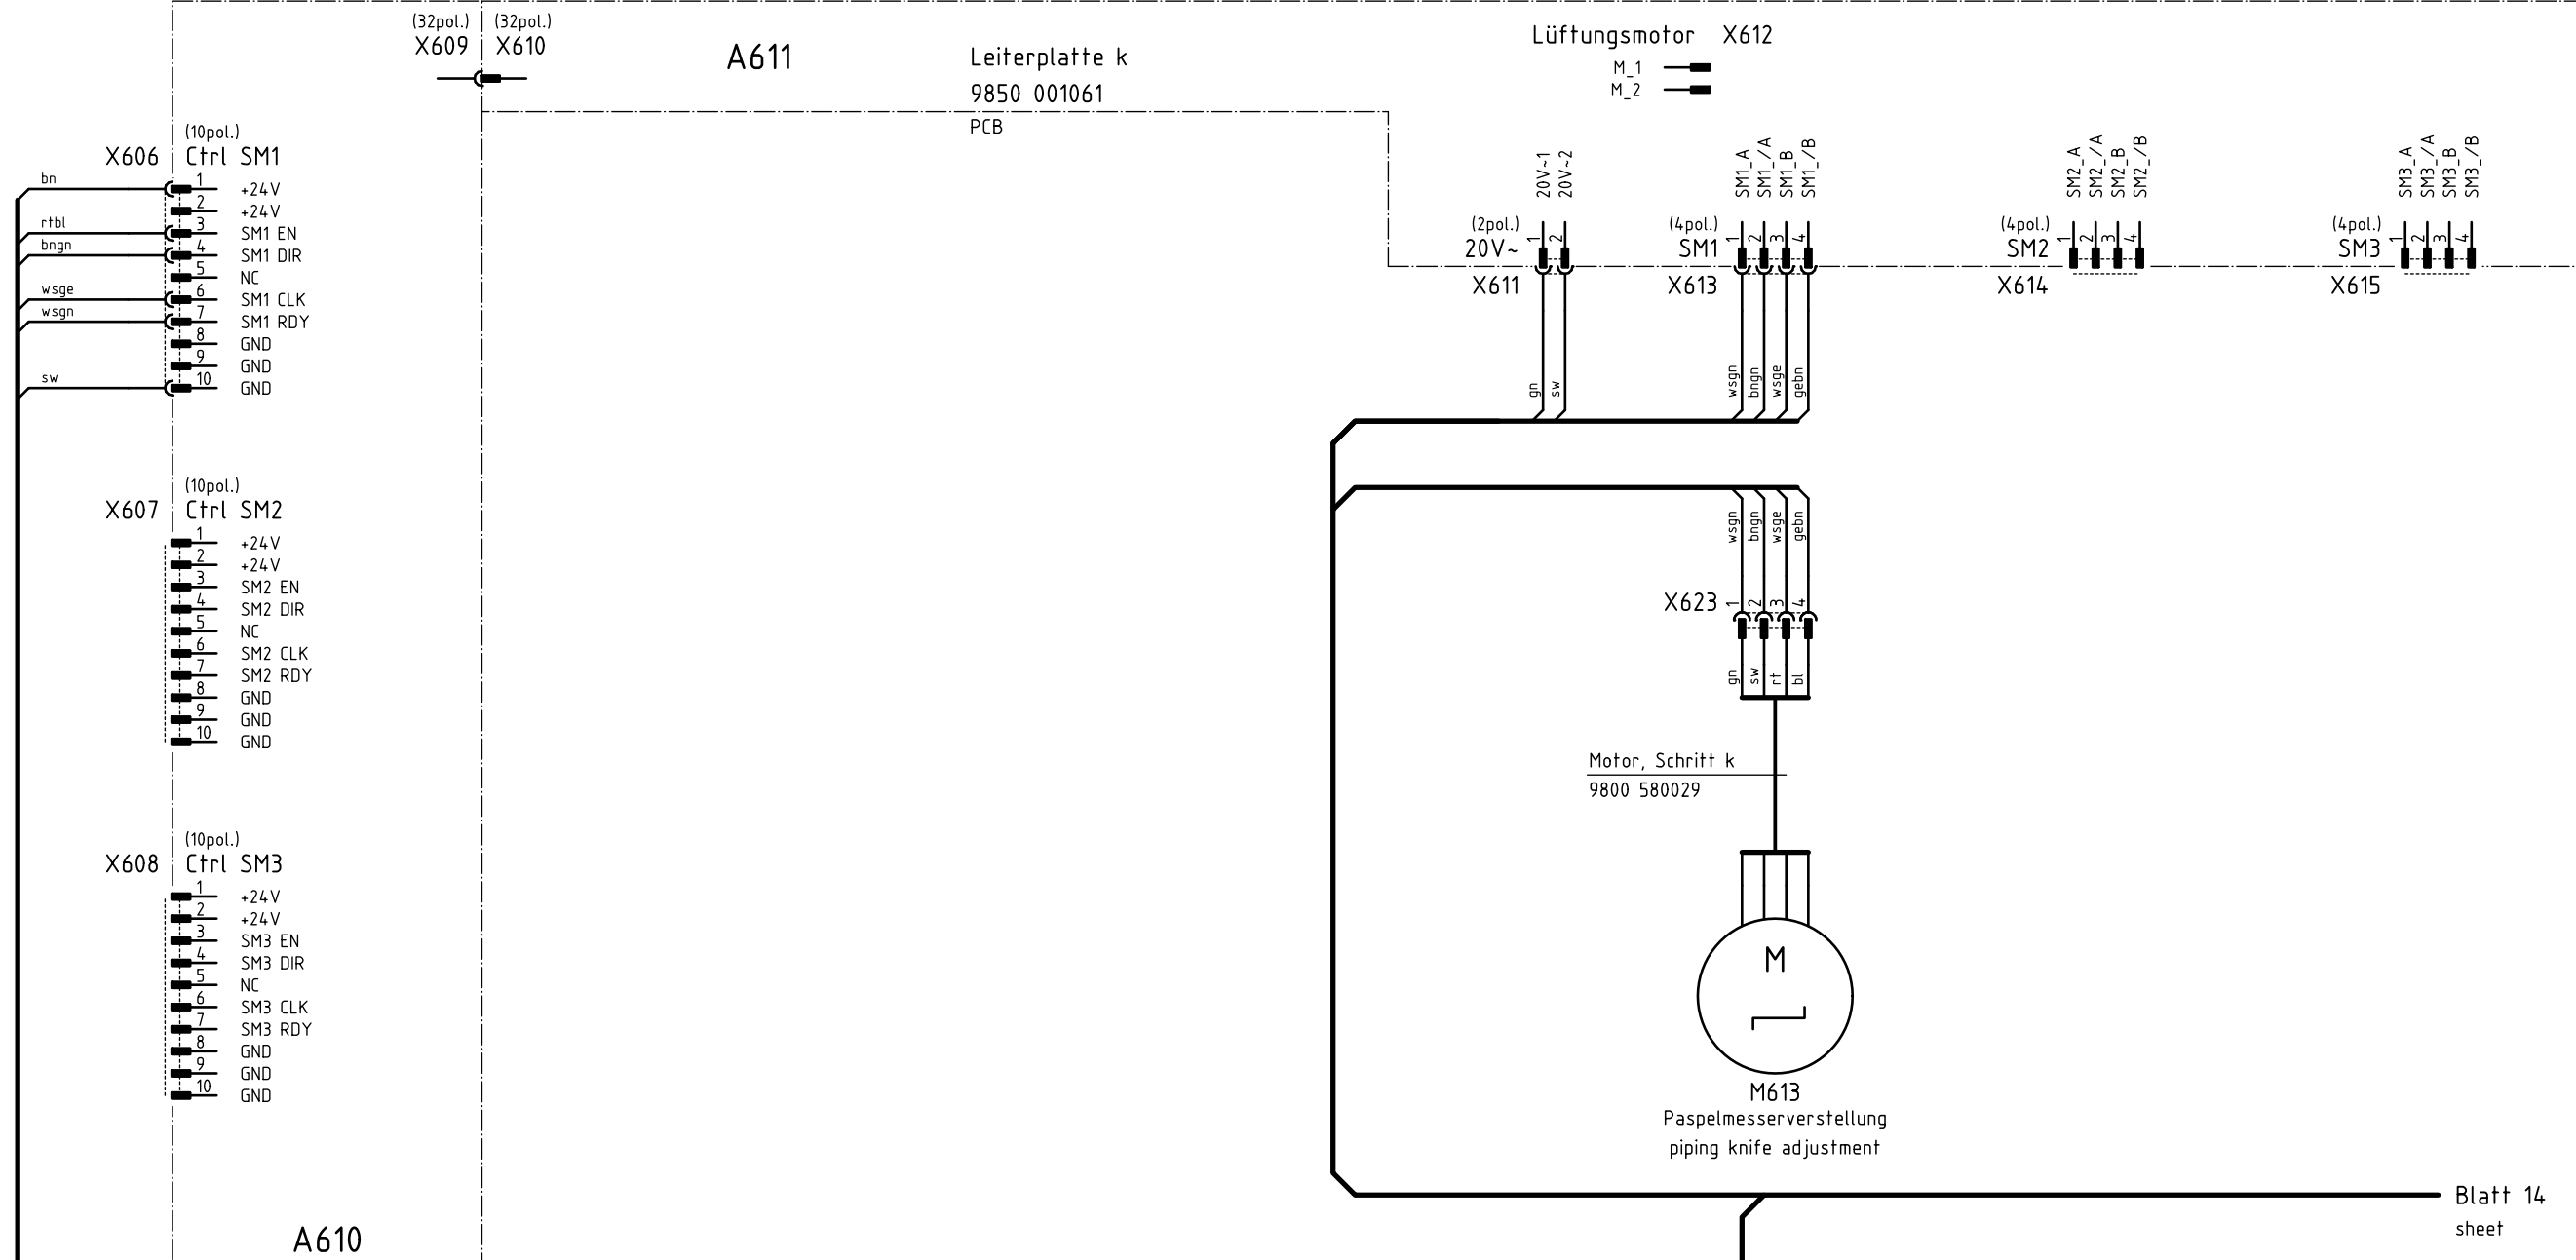 (32pol.) (32pol.)
X609 X610
A611
Leiterplatte k
9850 001061
PCB
Lüftungsmotor X612
M_1
M_2
(10pol.)
X606 Ctrl SM1
bn 1 +24V
2 +24V
rtbl 3 SM1 EN
bngn 4 SM1 DIR
5 NC
wsge 6 SM1 CLK
wsgn 7 SM1 RDY
8 GND
9 GND
sw 10 GND
20V~1 20V~2
(2pol.) 1 2
20V~
X611
gn sw
SM1_A SM1_/A SM1_B SM1_/B
(4pol.) 1 2 3 4
SM1
X613
wsgn bngn wsge gebn
SM2_A SM2_/A SM2_B SM2_/B
(4pol.) 1 2 3 4
SM2
X614
SM3_A SM3_/A SM3_B SM3_/B
(4pol.) 1 2 3 4
SM3
X615
(10pol.)
X607 Ctrl SM2
1 +24V
2 +24V
3 SM2 EN
4 SM2 DIR
5 NC
6 SM2 CLK
7 SM2 RDY
8 GND
9 GND
10 GND
wsgn bngn wsge gebn
X623 1 2 3 4
gn sw rt bl
Motor, Schritt k
9800 580029
(10pol.)
X608 Ctrl SM3
1 +24V
2 +24V
3 SM3 EN
4 SM3 DIR
5 NC
6 SM3 CLK
7 SM3 RDY
8 GND
9 GND
10 GND
M
M613
Paspelmesserverstellung
piping knife adjustment
A610
Blatt 14
sheet